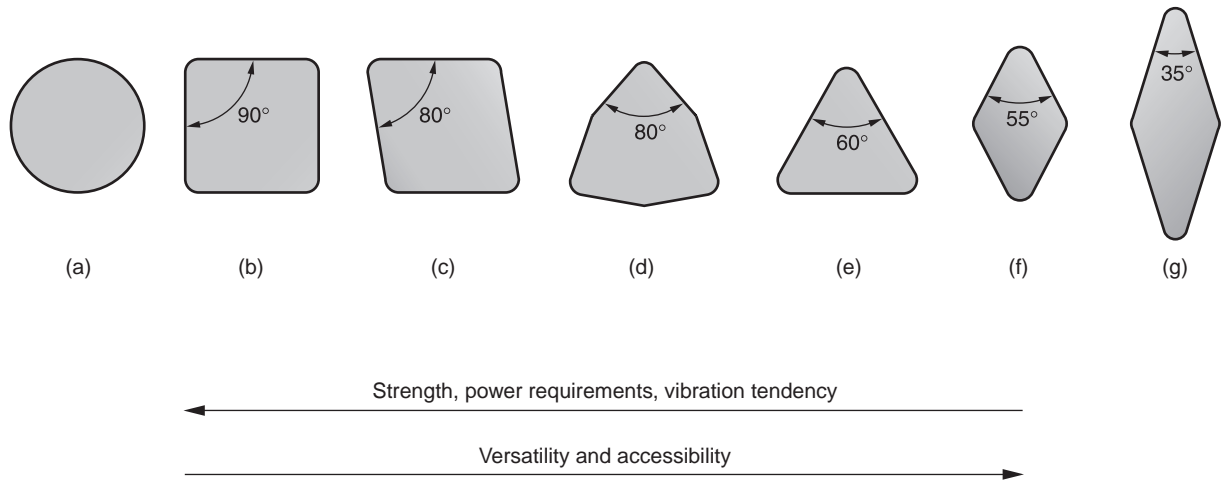 90°
80°
80°
60°
55°
35°
(a)
(b)
(c)
(d)
(e)
(f)
(g)
Strength, power requirements, vibration tendency
Versatility and accessibility